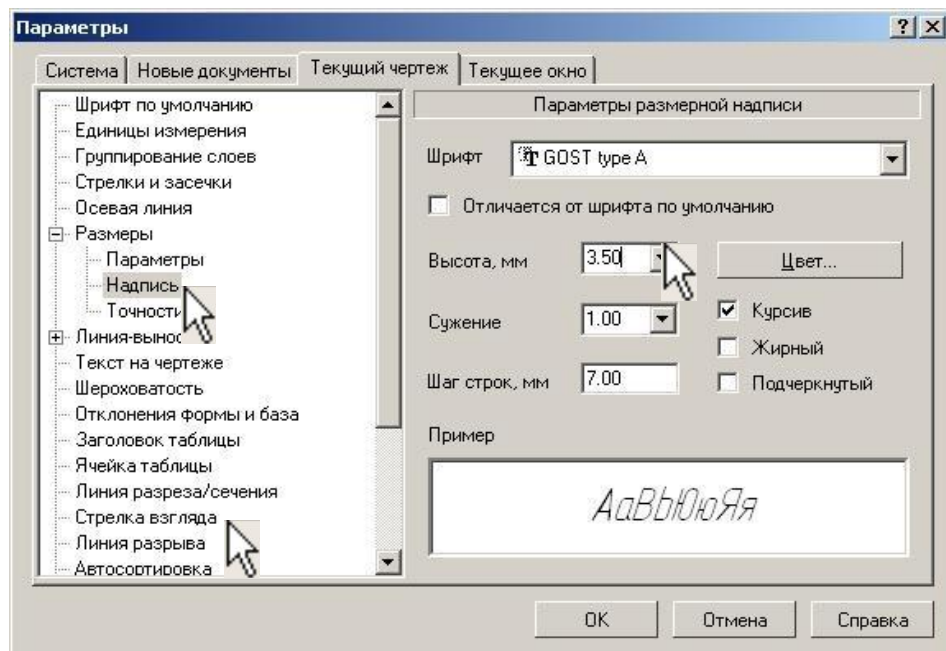 Параметры
Система
Новые документы
Текущий чертеж
Текущее окно
Шрифт по умолчанию
Единицы измерения
Группирование слоев
Стрелки и засечки
Осевая линия
Размеры
Параметры
Надпись
Точности
Линия-вынос
Текст на чертеже
Шероховатость
Отклонения формы и база
Заголовок таблицы
Ячейка таблицы
Линия разреза/сечения
Стрелка взгляда
Линия разрыва
Автосортировка
Параметры размерной надписи
Шрифт
GOST type A
Отличается от шрифта по умолчанию
Высота, мм
3.50
Цвет...
Сужение
1.00
Курсив
Жирный
Шаг строк, мм
7.00
Подчеркнутый
Пример
АаВbЮюЯя
OK
Отмена
Справка